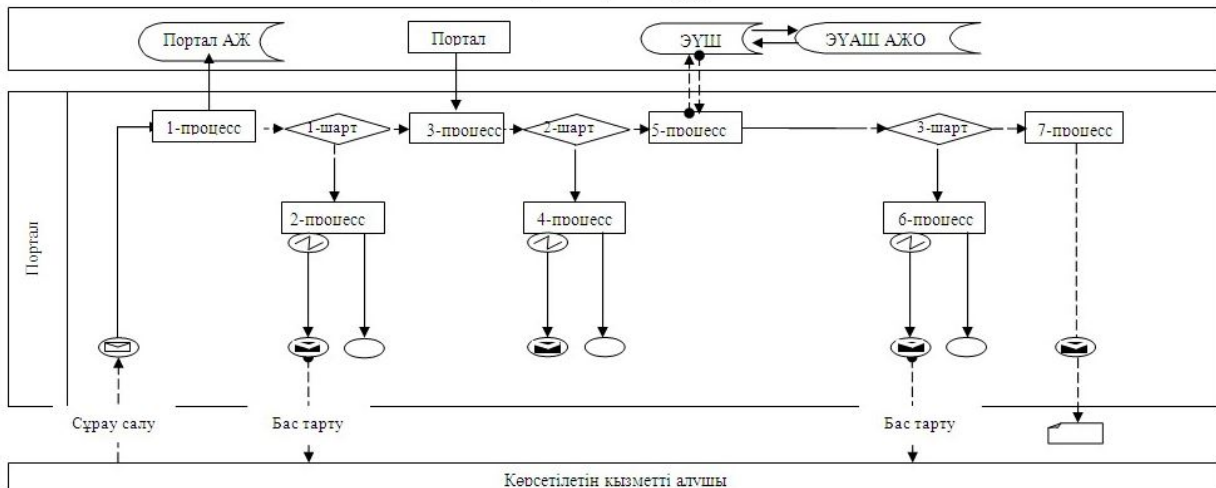 Портал АЖ
Портал
ЭҮШ
ЭҮАШ АЖО
Портал
1-процесс
1-шарт
3-процесс
2-шарт
5-процесс
3-шарт
7-процесс
2-процесс
4-процесс
6-процесс
Сұрау салу
Бас тарту
Бас тарту
Көрсетілетін қызметті алушы